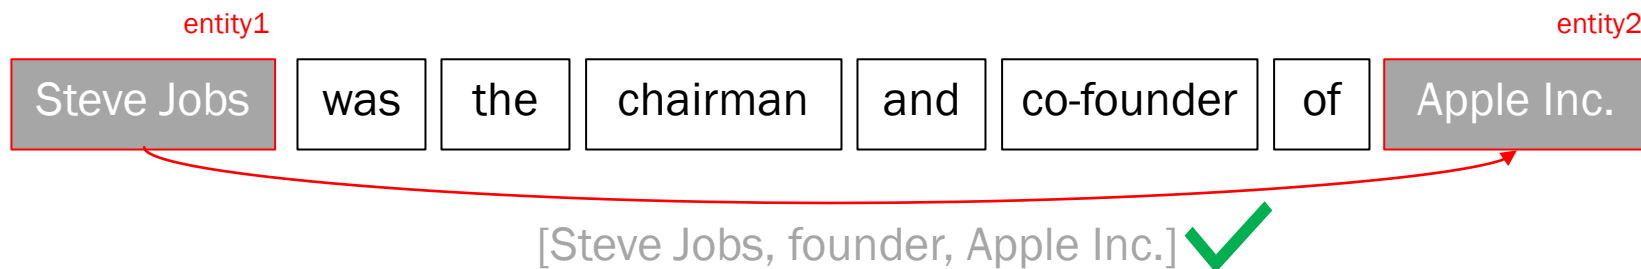 entity1 entity2
Steve Jobs was the chairman and co-founder of Apple Inc.
[Steve Jobs, founder, Apple Inc.]